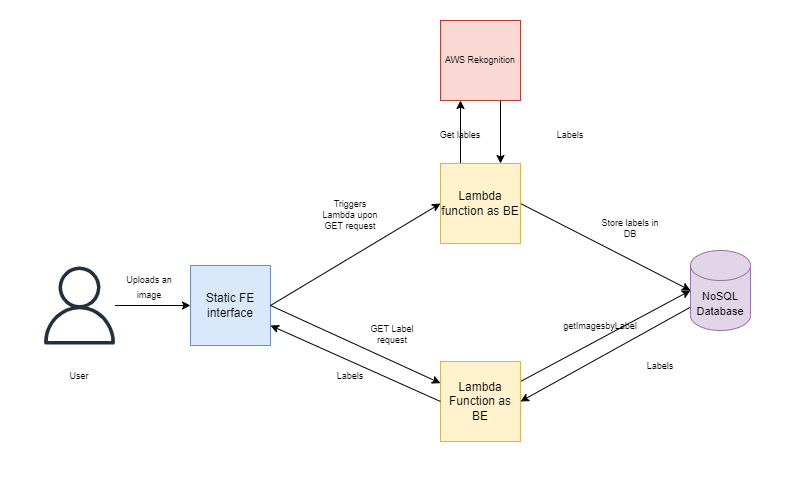 AWS Rekognition
Get lables
Labels
Lambda
function as BE
Triggers
Lambda upon
GET request
Store labels in
DB
Uploads an
image
Static FE
interface
NoSQL
Database
GET Label
request
getImagesbyLabel
User
Labels
Labels
Lambda
Function as
BE